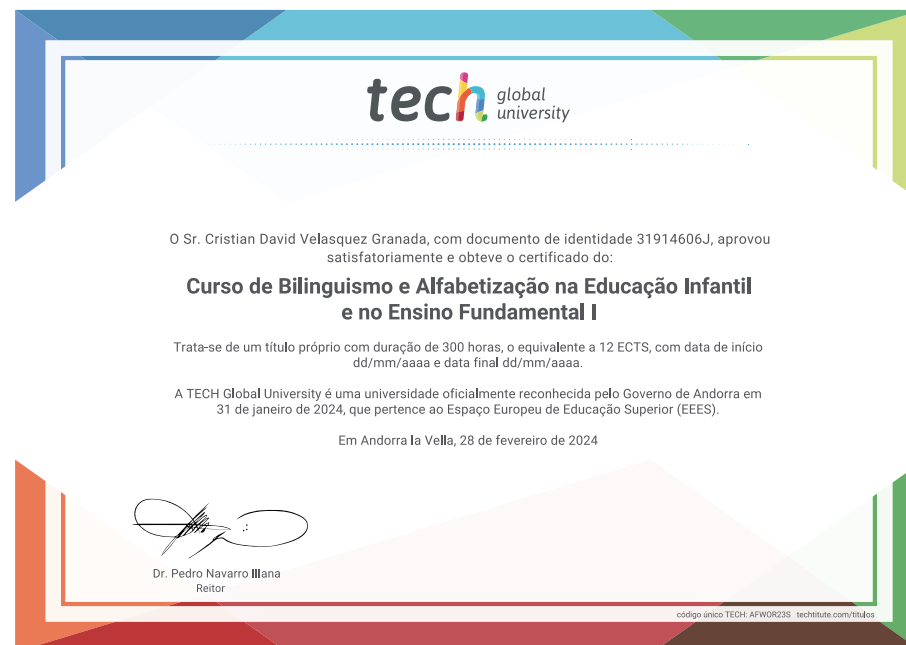 tech global
university
O Sr. Cristian David Velasquez Granada, com documento de identidade 31914606J, aprovou
satisfatoriamente e obteve o certificado do:
Curso de Bilinguismo e Alfabetização na Educação Infantil
e no Ensino Fundamental I
Trata-se de um título próprio com duração de 300 horas, o equivalente a 12 ECTS, com data de início
dd/mm/aaaa e data final dd/mm/aaaa.
A TECH Global University é uma universidade oficialmente reconhecida pelo Governo de Andorra em
31 de janeiro de 2024, que pertence ao Espaço Europeu de Educação Superior (EEES).
Em Andorra la Vella, 28 de fevereiro de 2024
Dr. Pedro Navarro Illana
Reitor
código único TECH: AFWOR23S techtitute.com/titulos